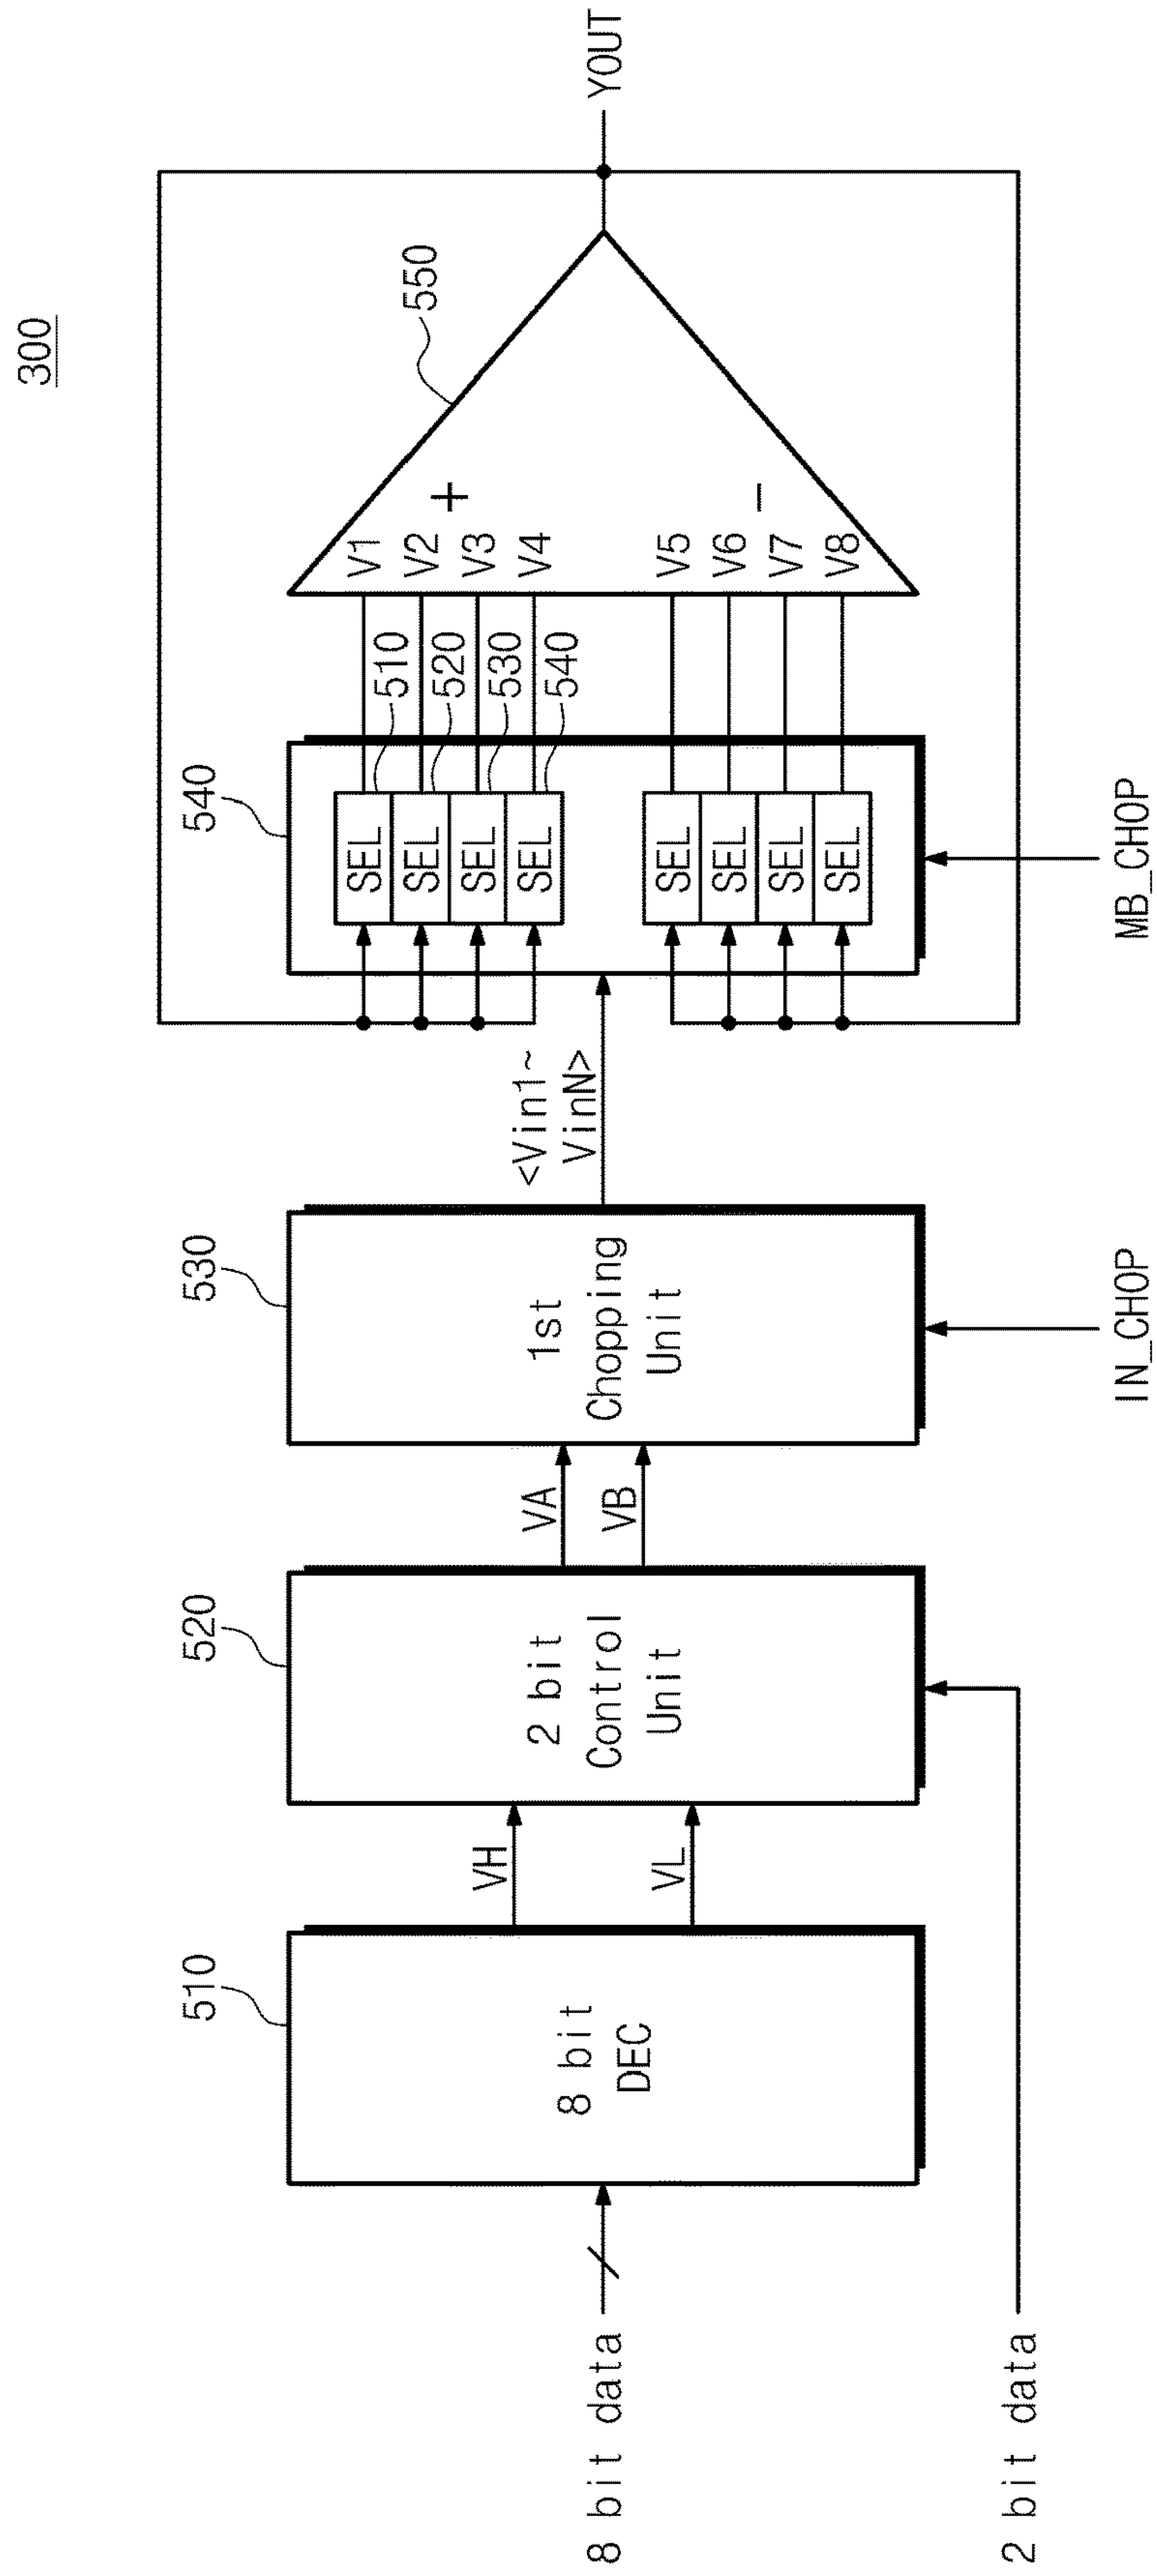 300
8 bit data
2 bit data
510
8 bit
DEC
VH
VL
520
2 bit
Control
Unit
VA
VB
530
1st
Chopping
Unit
IN_CHOP
<Vin1~
VinN>
540
SEL
SEL
SEL
SEL
SEL
SEL
SEL
SEL
510
520
530
540
MB_CHOP
V1
V2
V3
V4
+
V5
V6
V7
V8
−
550
YOUT